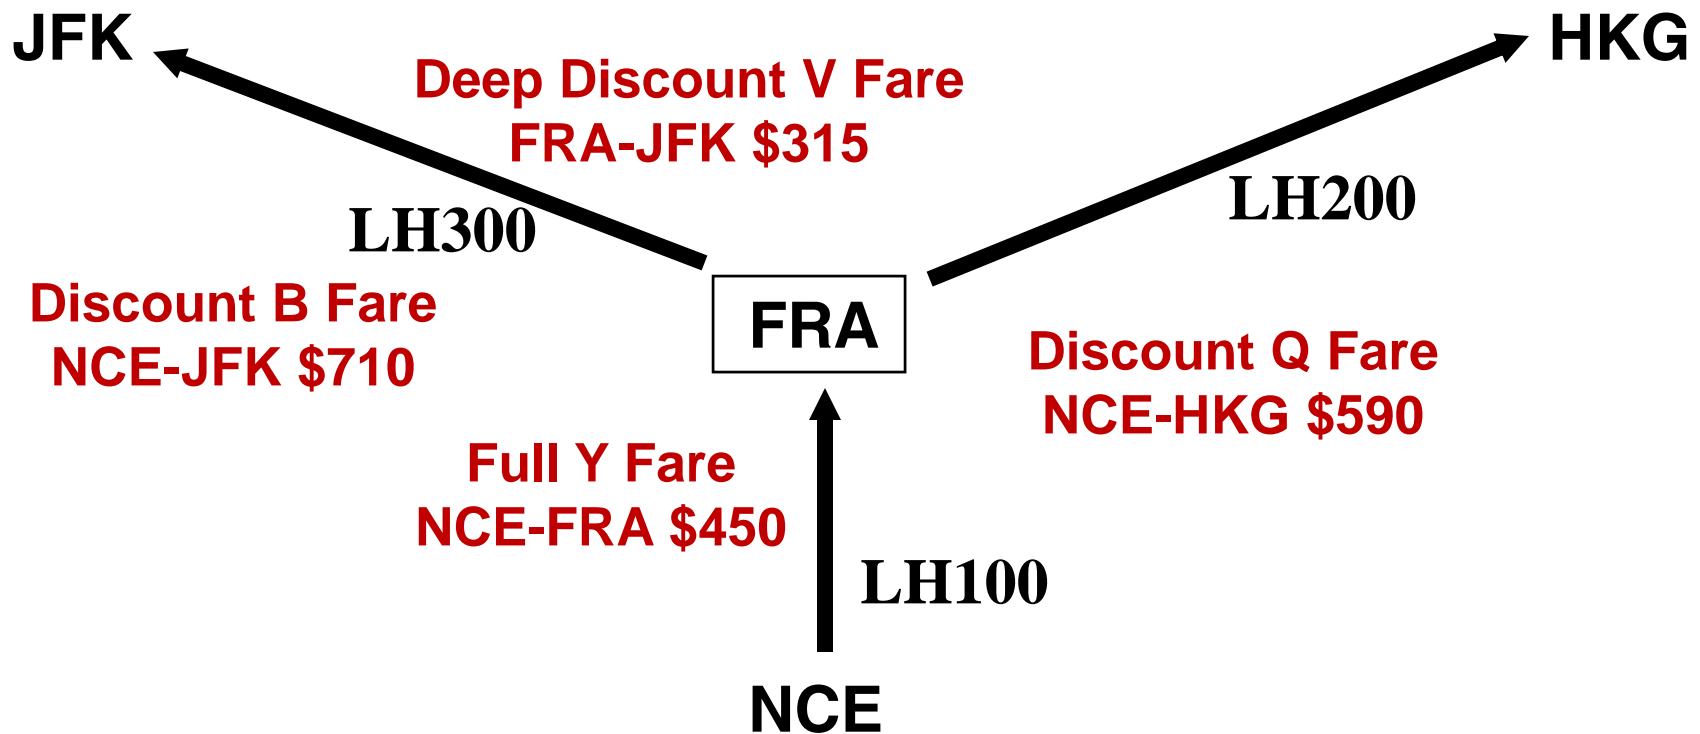 JFK
HKG
Deep Discount V Fare
FRA-JFK $315
LH200
LH300
Discount B Fare
NCE-JFK $710
FRA
Discount Q Fare
NCE-HKG $590
Full Y Fare
NCE-FRA $450
LH100
NCE